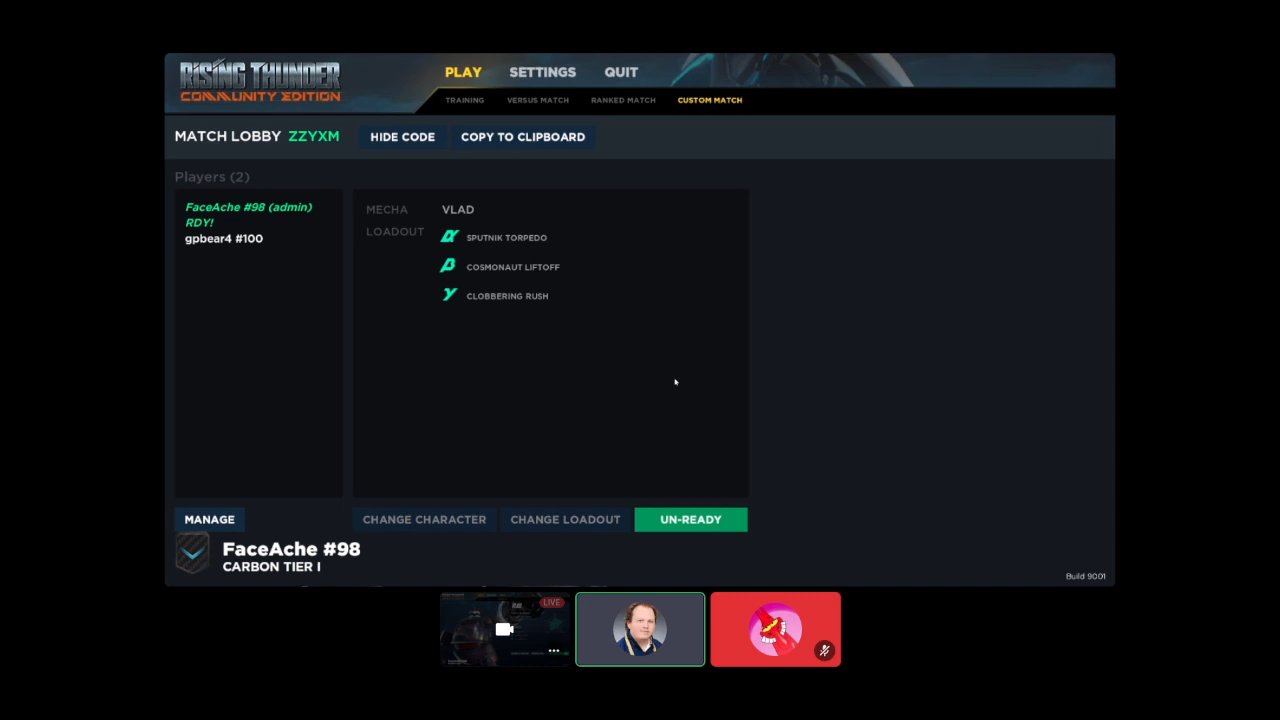 RISING THUNDER
COMMUNITY EDITION
PLAY SETTINGS QUIT
TRAINING VERSUS MATCH RANKED MATCH CUSTOM MATCH
MATCH LOBBY ZZYXM HIDE CODE COPY TO CLIPBOARD
Players (2)
FaceAche #98 (admin)
RDY!
gpbear4 #100
MECHA VLAD
LOADOUT
SPUTNIK TORPEDO
COSMONAUT LIFTOFF
CLOBBERING RUSH
MANAGE CHANGE CHARACTER CHANGE LOADOUT UN-READY
FaceAche #98
CARBON TIER I
Build 9001
LIVE